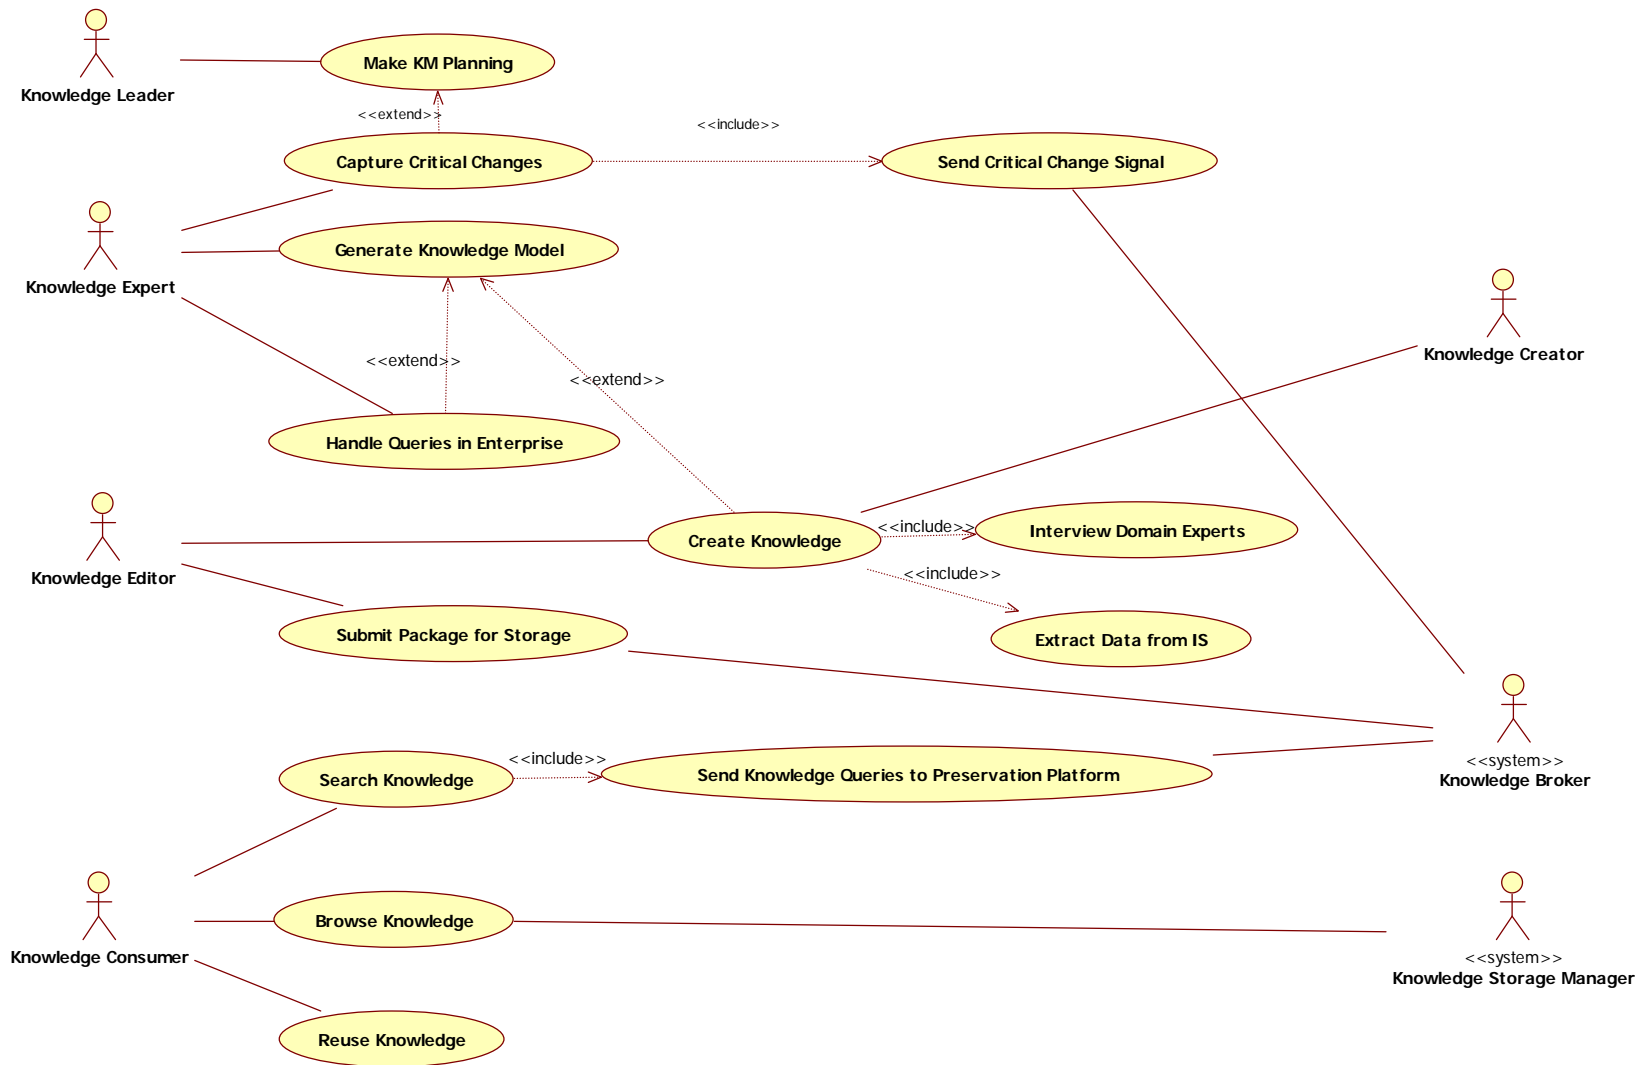 Make KM Planning
Knowledge Leader
<<extend>>
<<include>>
Capture Critical Changes
Send Critical Change Signal
Generate Knowledge Model
Knowledge Expert
Knowledge Creator
<<extend>>
<<extend>>
Handle Queries in Enterprise
<<include>>
Interview Domain Experts
Create Knowledge
Knowledge Editor
<<include>>
Submit Package for Storage
Extract Data from IS
<<include>>
<<system>>
Knowledge Broker
Search Knowledge
Send Knowledge Queries to Preservation Platform
Browse Knowledge
Knowledge Consumer
<<system>>
Knowledge Storage Manager
Reuse Knowledge